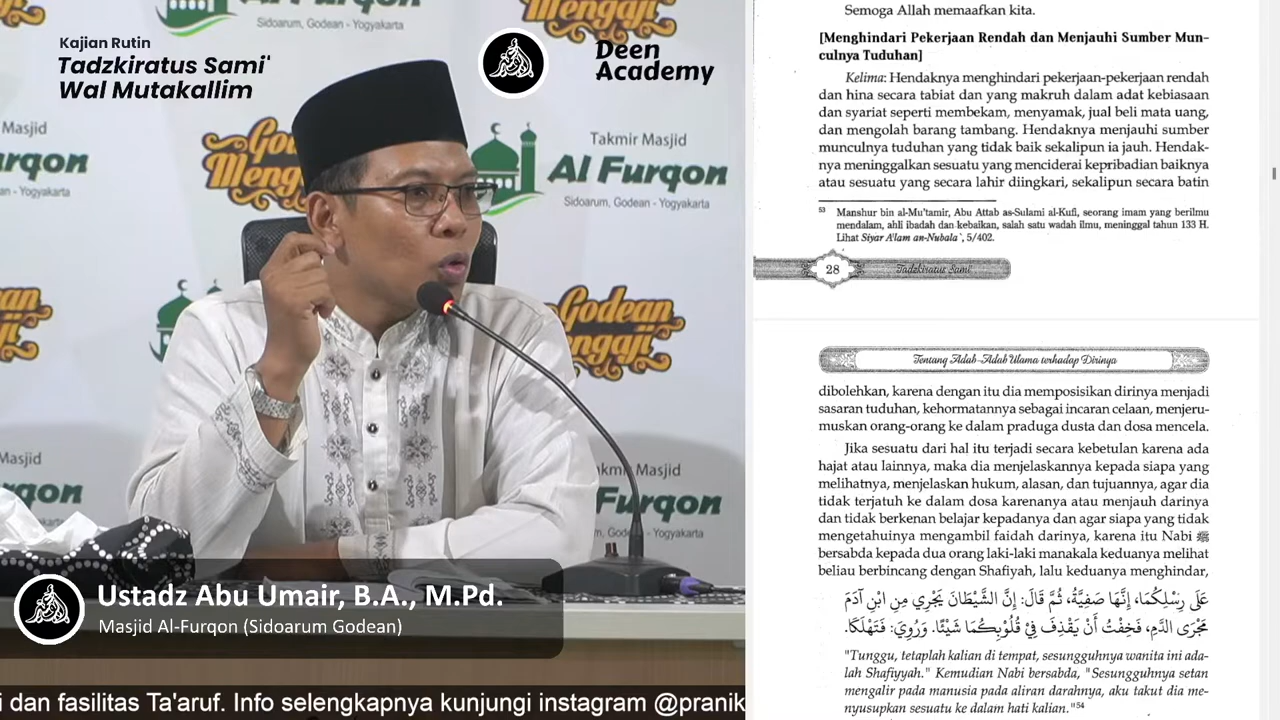 Kajian Rutin
Tadzkiratus Sami'
Wal Mutakallim
Deen
Academy
Al Furqon
Sidoarum, Godean - Yogyakarta
Masjid
Furqon
Godean
Mengaji
Takmir Masjid
Al Furqon
Sidoarum, Godean - Yogyakarta
Godean
Masjid
Masjid
Furqon
Ustadz Abu Umair, B.A., M.Pd.
Masjid Al-Furqon (Sidoarum Godean)
i dan fasilitas Ta'aruf. Info selengkapnya kunjungi instagram @pranik
Semoga Allah memaafkan kita.
[Menghindari Pekerjaan Rendah dan Menjauhi Sumber Mun-
culnya Tuduhan]
Kelima: Hendaknya menghindari pekerjaan-pekerjaan rendah
dan hina secara tabiat dan yang makruh dalam adat kebiasaan
dan syariat seperti membekam, menyamak, jual beli mata uang,
dan mengolah barang tambang. Hendaknya menjauhi sumber
munculnya tuduhan yang tidak baik sekalipun ia jauh. Hendak-
nya meninggalkan sesuatu yang menciderai kepribadian baiknya
atau sesuatu yang secara lahir diingkari, sekalipun secara batin
53 Manshur bin al-Mu'tamir, Abu Attab as-Sulami al-Kufi, seorang imam yang berilmu
mendalam, ahli ibadah dan kebaikan, salah satu wadah ilmu, meninggal tahun 133 H.
Lihat Siyar A'lam an-Nubala`, 5/402.
28 Tadzkiratus Sami'
Tentang Adab-Adab Ulama terhadap Dirinya
dibolehkan, karena dengan itu dia memposisikan dirinya menjadi
sasaran tuduhan, kehormatannya sebagai incaran celaan, menjeru-
muskan orang-orang ke dalam praduga dusta dan dosa mencela.
Jika sesuatu dari hal itu terjadi secara kebetulan karena ada
hajat atau lainnya, maka dia menjelaskannya kepada siapa yang
melihatnya, menjelaskan hukum, alasan, dan tujuannya, agar dia
tidak terjatuh ke dalam dosa karenanya atau menjauh darinya
dan tidak berkenan belajar kepadanya dan agar siapa yang tidak
mengetahuinya mengambil faidah darinya, karena itu Nabi ﷺ
bersabda kepada dua orang laki-laki manakala keduanya melihat
beliau berbincang dengan Shafiyah, lalu keduanya menghindar,
عَلَى رِسْلِكُمَا، إِنَّهَا صَفِيَّةُ، ثُمَّ قَالَ: إِنَّ الشَّيْطَانَ يَجْرِي مِنِ ابْنِ آدَمَ
مَجْرَى الدَّمِ، فَخِفْتُ أَنْ يَقْذِفَ فِيْ قُلُوْبِكُمَا شَيْئًا. وَرُوِيَ: فَتَهْلَكَا.
"Tunggu, tetaplah kalian di tempat, sesungguhnya wanita ini ada-
lah Shafiyyah." Kemudian Nabi bersabda, "Sesungguhnya setan
mengalir pada manusia pada aliran darahnya, aku takut dia me-
nyusupkan sesuatu ke dalam hati kalian."54